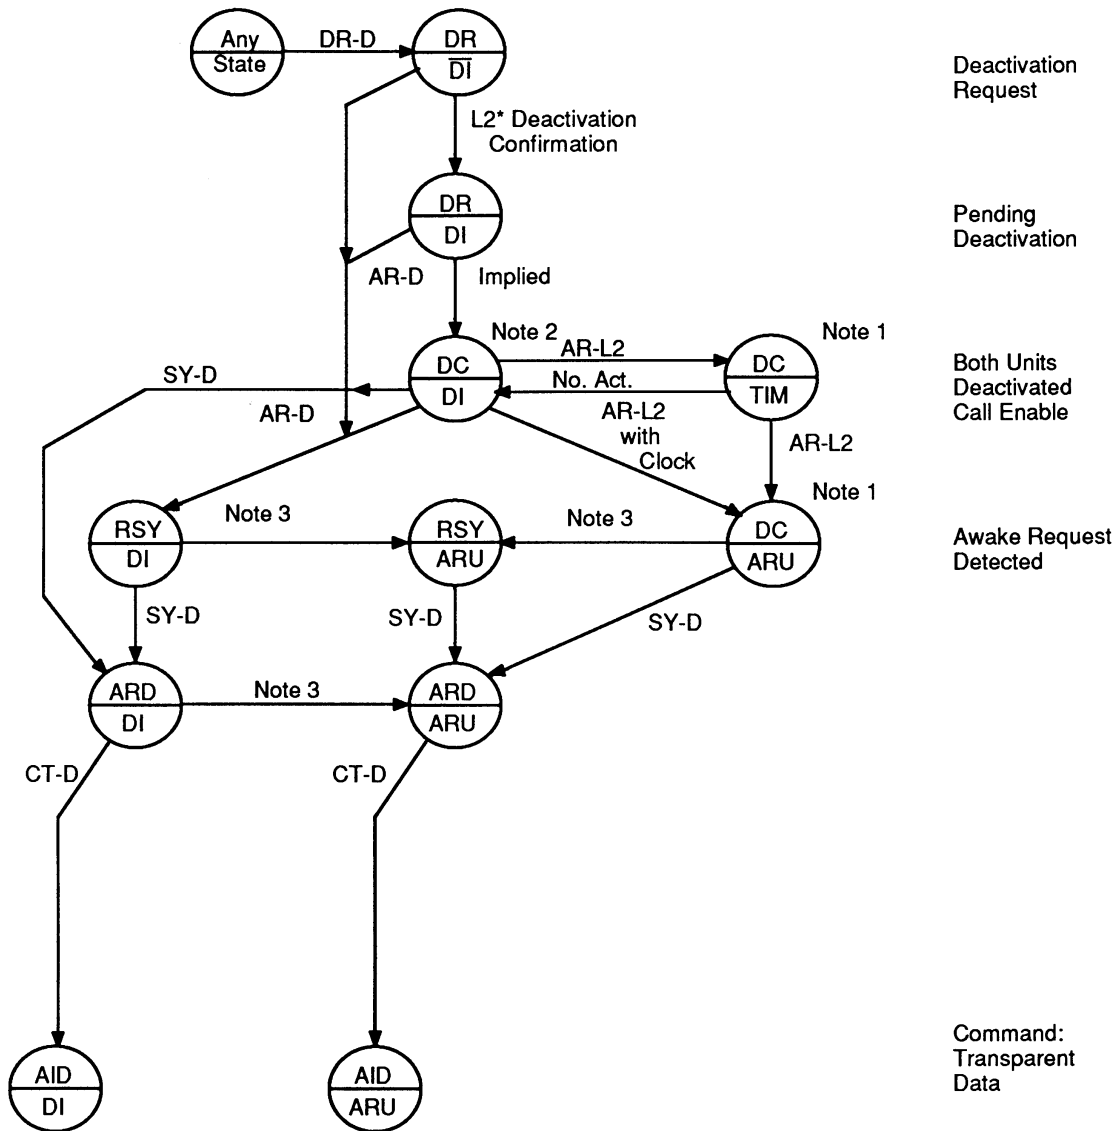 Any
State
DR-D
DR
D̅I̅
Deactivation
Request
L2* Deactivation
Confirmation
DR
DI
Pending
Deactivation
AR-D
Implied
Note 2
Note 1
DC
DI
AR-L2
No. Act.
DC
TIM
Both Units
Deactivated
Call Enable
SY-D
AR-D
AR-L2
with
Clock
AR-L2
Note 1
RSY
DI
Note 3
RSY
ARU
Note 3
DC
ARU
Awake Request
Detected
SY-D
SY-D
SY-D
ARD
DI
Note 3
ARD
ARU
CT-D
CT-D
AID
DI
AID
ARU
Command:
Transparent
Data